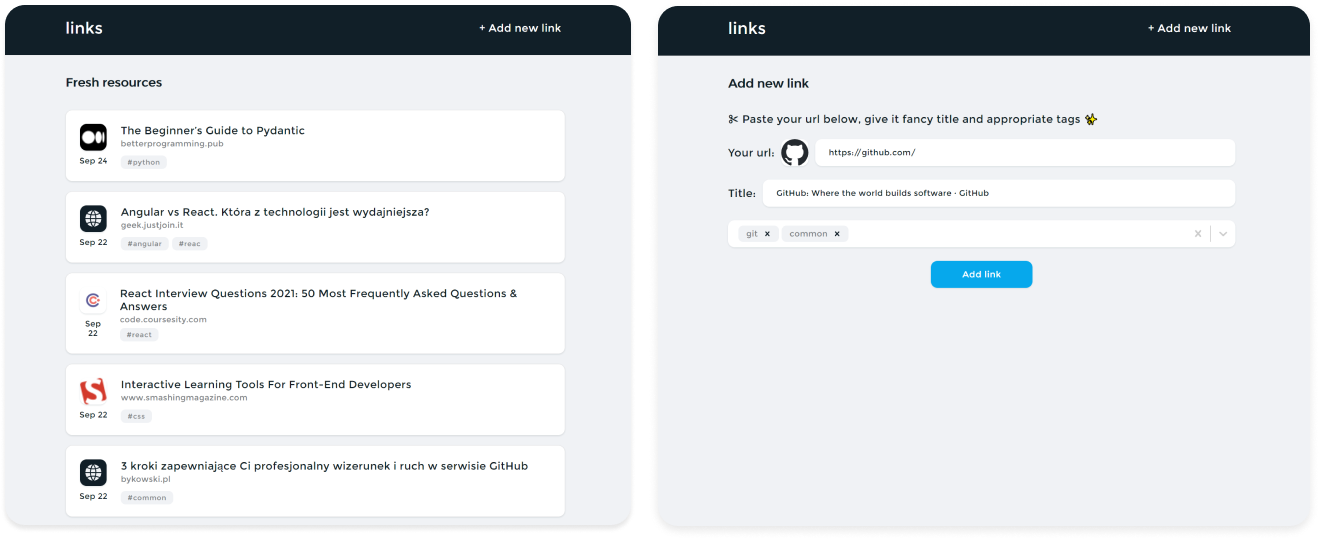 links
+ Add new link
Fresh resources
The Beginner's Guide to Pydantic
betterprogramming.pub
Sep 24
#python
Angular vs React. Która z technologii jest wydajniejsza?
geek.justjoin.it
Sep 22
#angular #reac
React Interview Questions 2021: 50 Most Frequently Asked Questions &
Answers
code.coursesity.com
Sep
22
#react
Interactive Learning Tools For Front-End Developers
www.smashingmagazine.com
Sep 22
#css
3 kroki zapewniające Ci profesjonalny wizerunek i ruch w serwisie GitHub
bykowski.pl
Sep 22
#common
links
+ Add new link
Add new link
✂ Paste your url below, give it fancy title and appropriate tags ✨
Your url: https://github.com/
Title: GitHub: Where the world builds software · GitHub
git × common ×
Add link